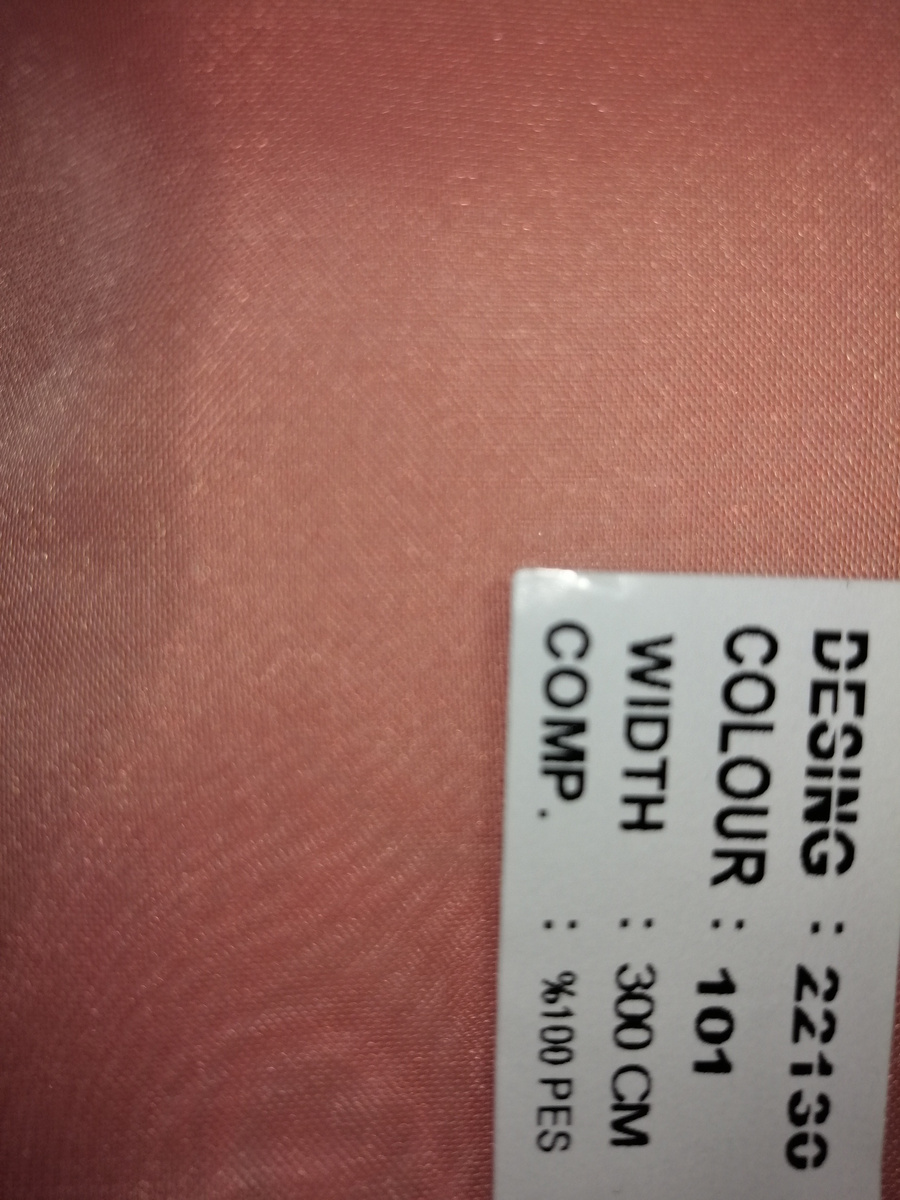 DESING : 22130
COLOUR : 101
WIDTH : 300 CM
COMP. : %100 PES